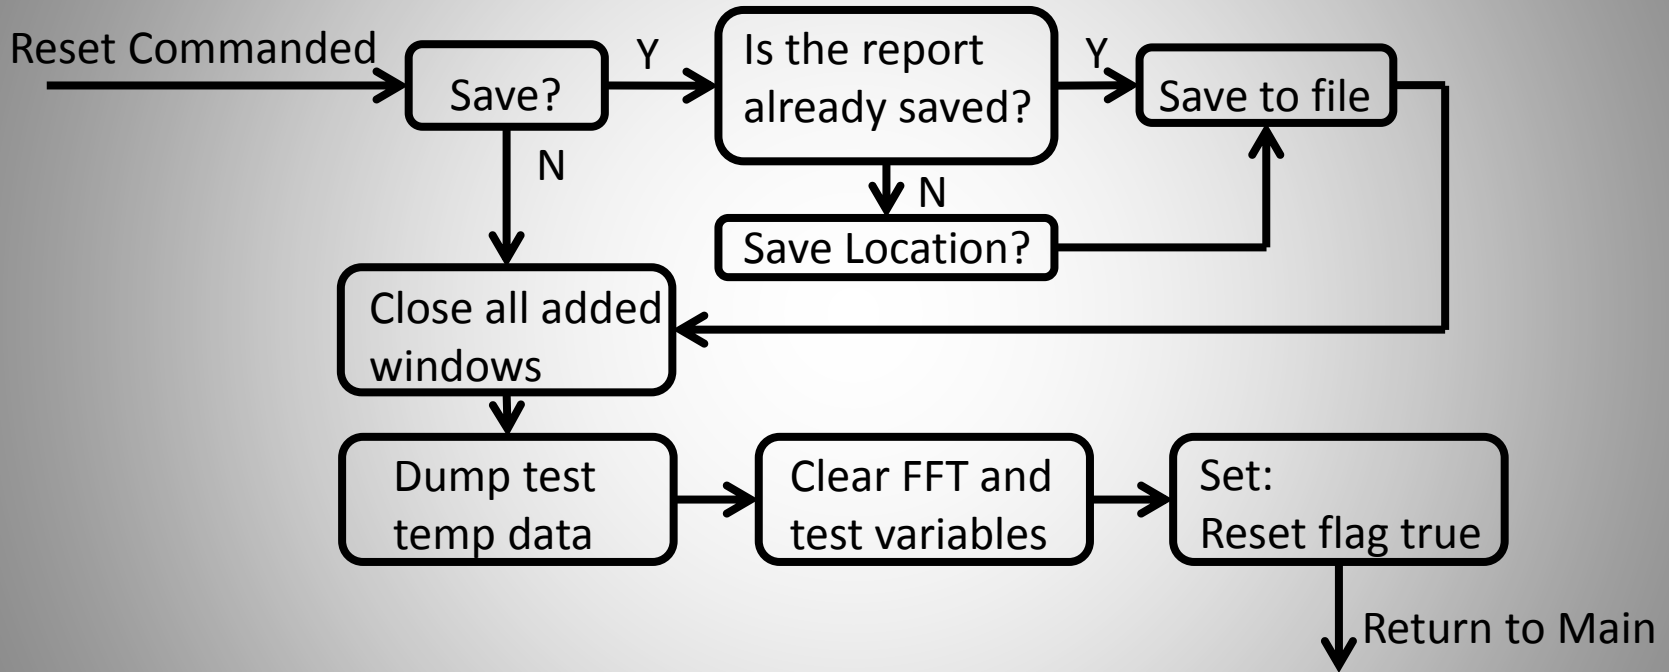 Reset Commanded
Save?
Y
Is the report
already saved?
Y
Save to file
N
N
Save Location?
Close all added
windows
Dump test
temp data
Clear FFT and
test variables
Set:
Reset flag true
Return to Main